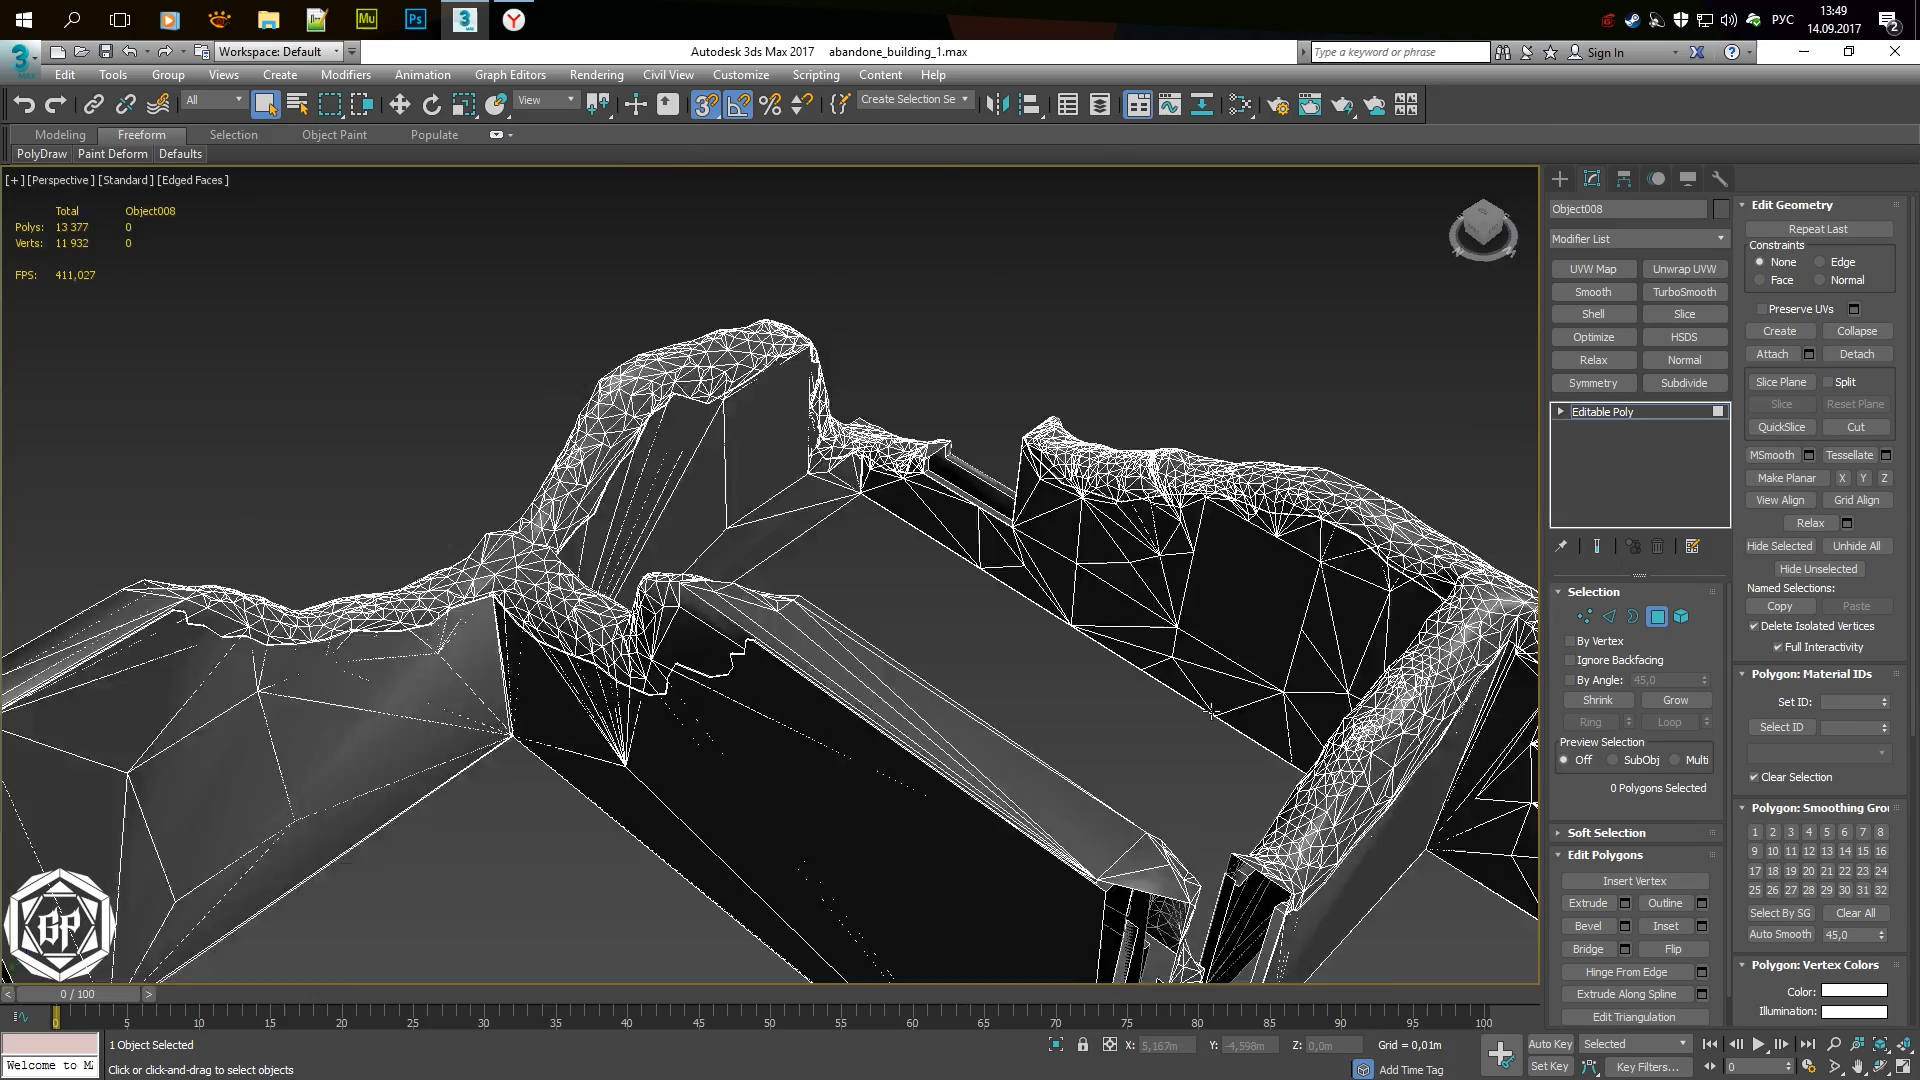 Mu
Ps
3
Y
РУС
13:49
14.09.2017
2
Workspace: Default
Autodesk 3ds Max 2017 abandone_building_1.max
Type a keyword or phrase
Sign In
3
MAX
Edit Tools Group Views Create Modifiers Animation Graph Editors Rendering Civil View Customize Scripting Content Help
All
View
Create Selection Se
Modeling Freeform Selection Object Paint Populate
PolyDraw Paint Deform Defaults
[+] [Perspective ] [Standard ] [Edged Faces ]
Total Object008
Polys: 13 377 0
Verts: 11 932 0
FPS: 411,027
GP
Object008
Modifier List
UVW Map Unwrap UVW
Smooth TurboSmooth
Shell Slice
Optimize HSDS
Relax Normal
Symmetry Subdivide
Editable Poly
Selection
By Vertex
Ignore Backfacing
By Angle: 45,0
Shrink Grow
Ring Loop
Preview Selection
Off SubObj Multi
0 Polygons Selected
Soft Selection
Edit Polygons
Insert Vertex
Extrude Outline
Bevel Inset
Bridge Flip
Hinge From Edge
Extrude Along Spline
Edit Triangulation
Edit Geometry
Repeat Last
Constraints
None Edge
Face Normal
Preserve UVs
Create Collapse
Attach Detach
Slice Plane Split
Slice Reset Plane
QuickSlice Cut
MSmooth Tessellate
Make Planar X Y Z
View Align Grid Align
Relax
Hide Selected Unhide All
Hide Unselected
Named Selections:
Copy Paste
Delete Isolated Vertices
Full Interactivity
Polygon: Material IDs
Set ID:
Select ID
Clear Selection
Polygon: Smoothing Grou
1 2 3 4 5 6 7 8
9 10 11 12 13 14 15 16
17 18 19 20 21 22 23 24
25 26 27 28 29 30 31 32
Select By SG Clear All
Auto Smooth 45,0
Polygon: Vertex Colors
Color:
Illumination:
< 0 / 100 >
0 5 10 15 20 25 30 35 40 45 50 55 60 65 70 75 80 85 90 95 100
1 Object Selected
X: 5,167m Y: -4,598m Z: 0,0m Grid = 0,01m
Auto Key Selected
Welcome to M
Click or click-and-drag to select objects
Add Time Tag
Set Key Key Filters...
0